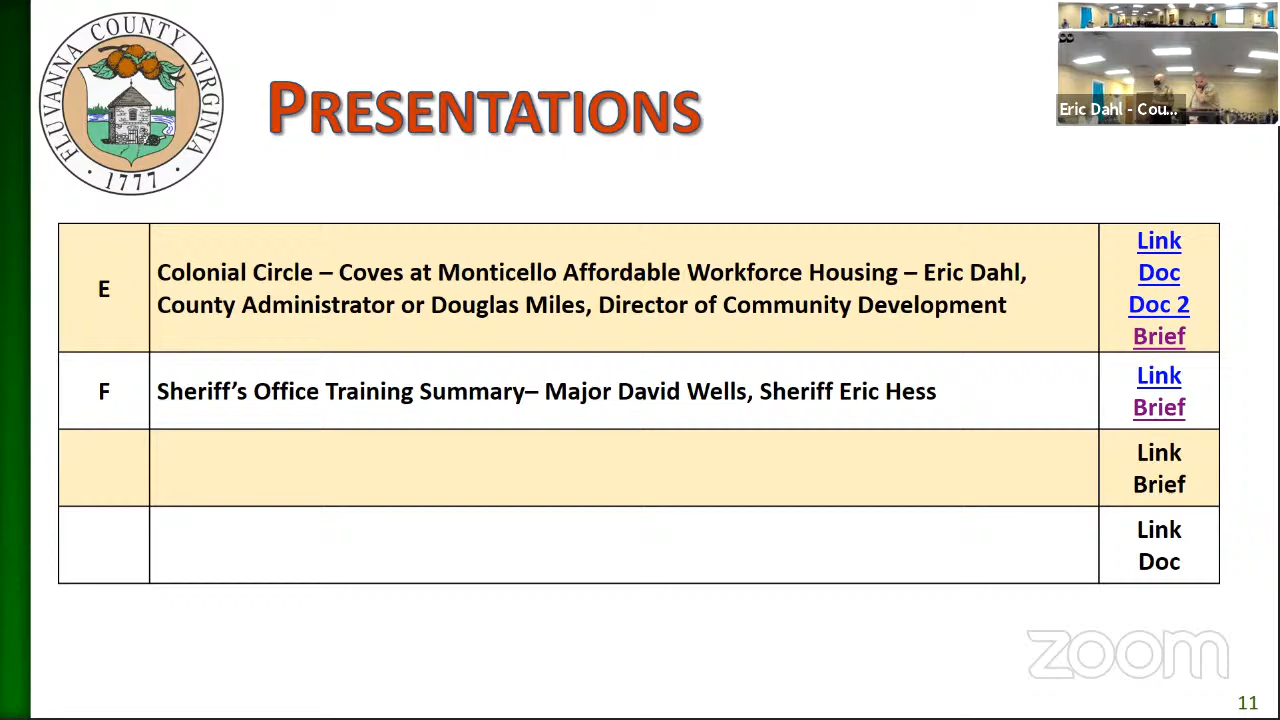 FLUVANNA COUNTY VIRGINIA
1777
PRESENTATIONS
Eric Dahl - Cou...
E
Colonial Circle – Coves at Monticello Affordable Workforce Housing – Eric Dahl,
County Administrator or Douglas Miles, Director of Community Development
Link
Doc
Doc 2
Brief
F
Sheriff’s Office Training Summary– Major David Wells, Sheriff Eric Hess
Link
Brief
Link
Brief
Link
Doc
zoom
11